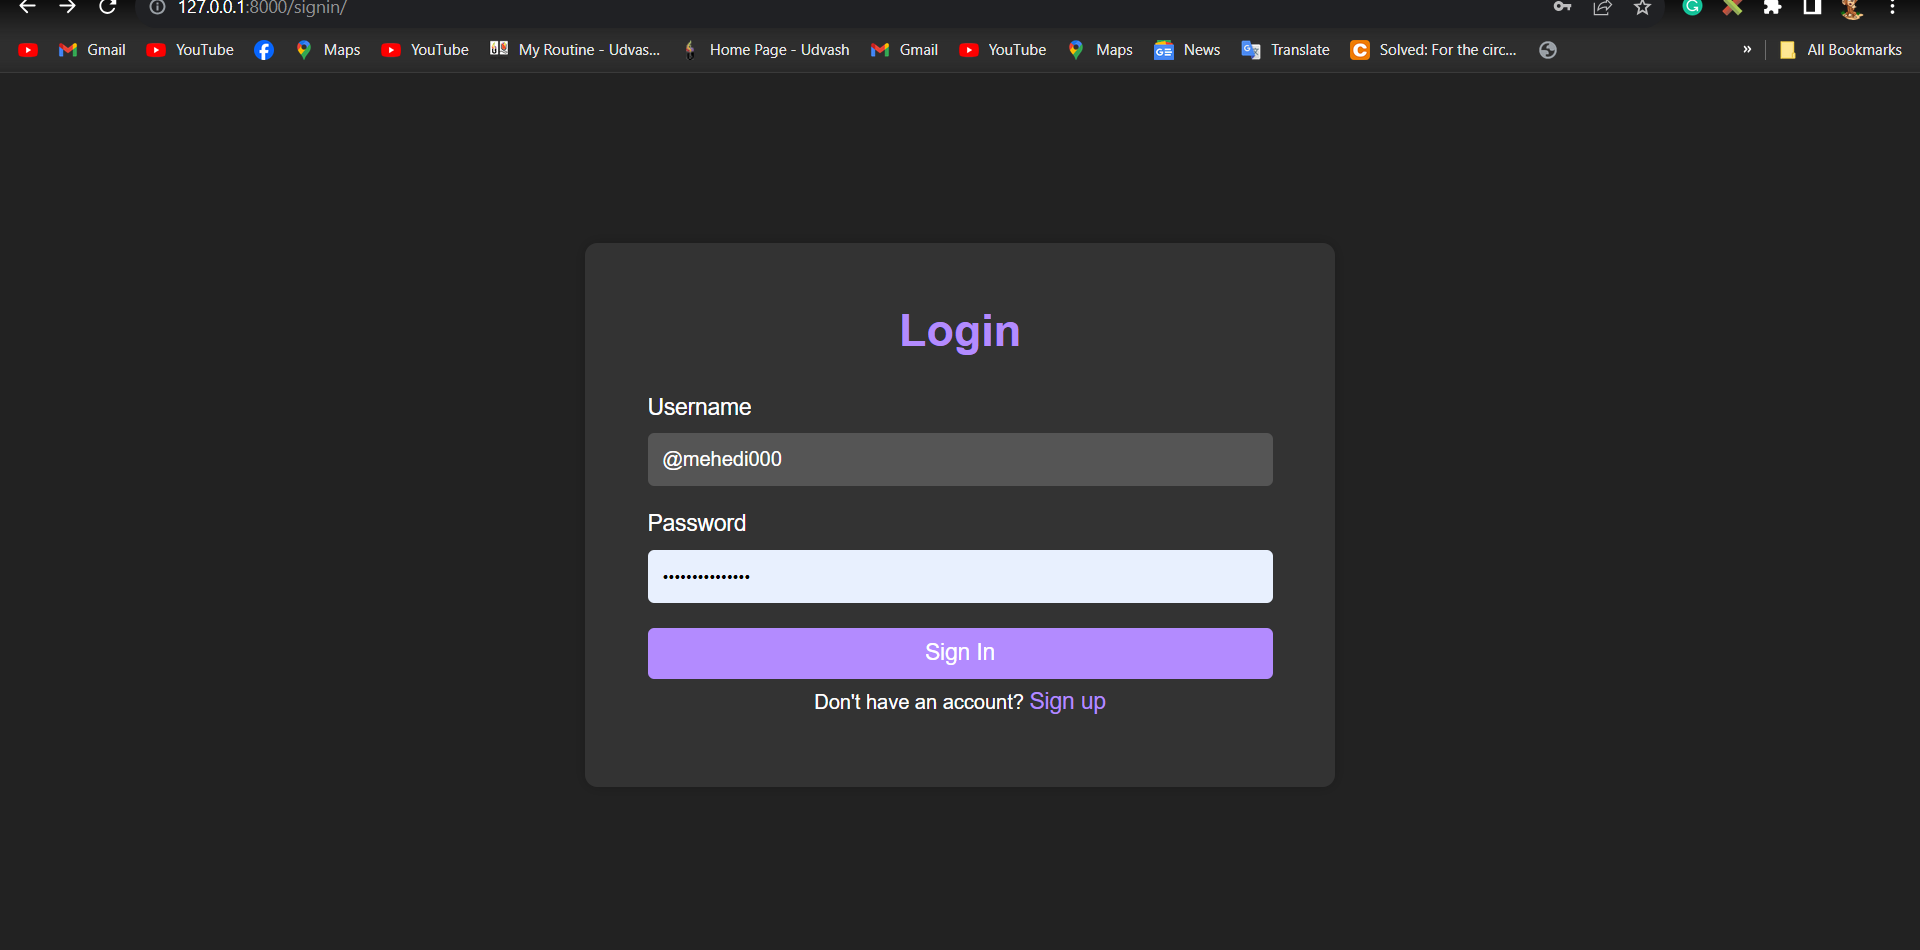 127.0.0.1:8000/signin/
Gmail YouTube Maps YouTube My Routine - Udvas... Home Page - Udvash Gmail YouTube Maps News Translate Solved: For the circ... » All Bookmarks
Login
Username
@mehedi000
Password
•••••••••••••••
Sign In
Don't have an account? Sign up